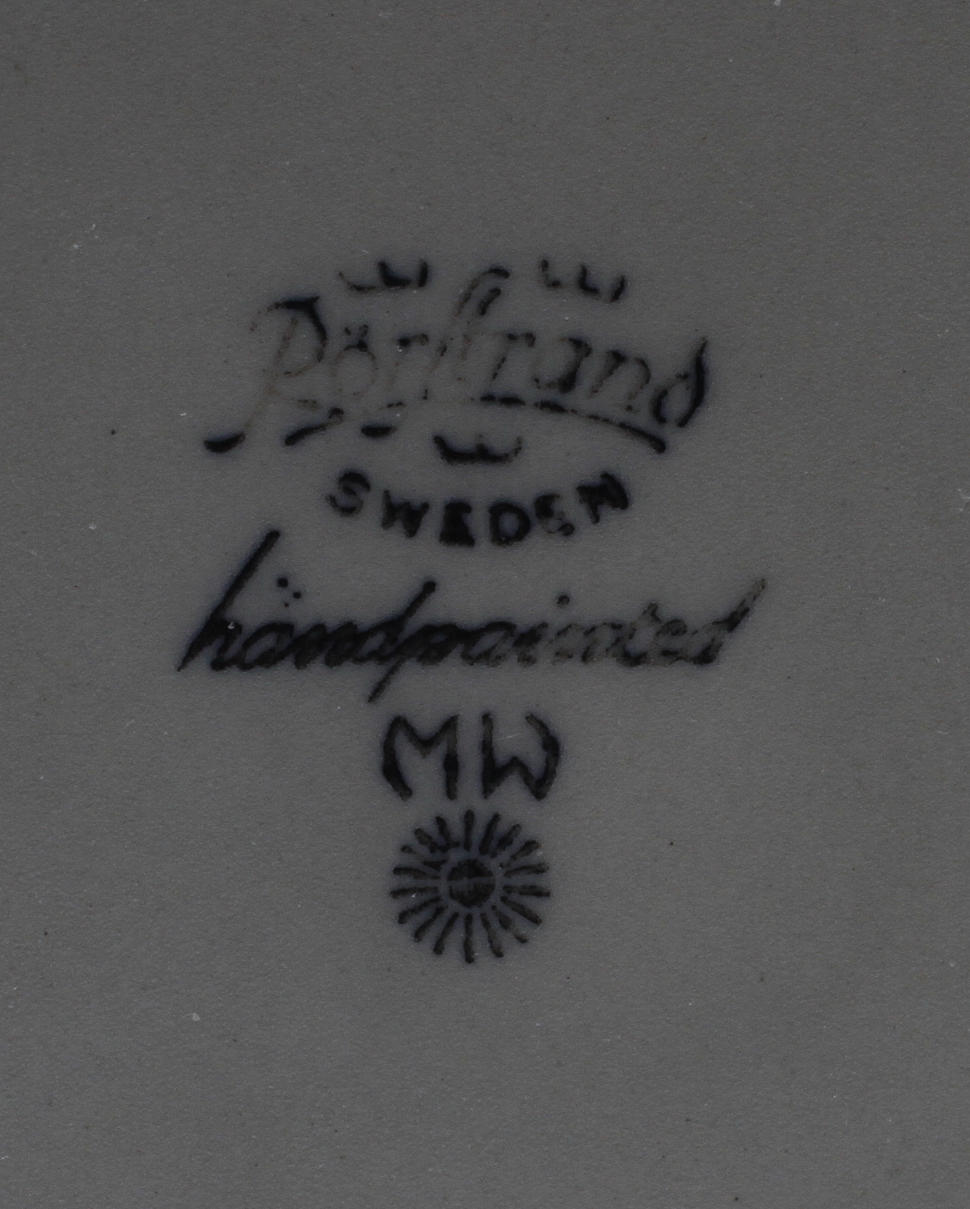 Rörstrand
SWEDEN
händpainted
MW